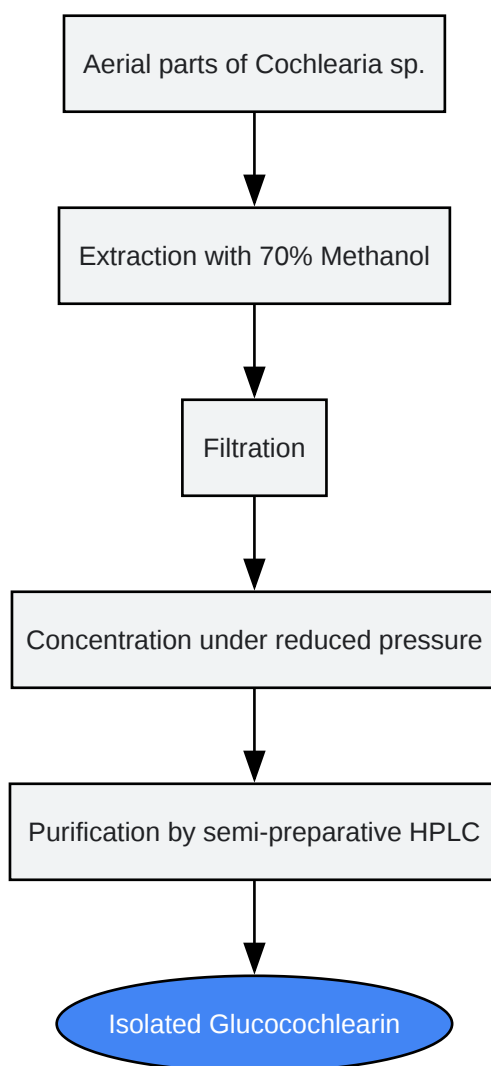 Aerial parts of Cochlearia sp.
Extraction with 70% Methanol
Filtration
Concentration under reduced pressure
Purification by semi-preparative HPLC
Isolated Glucocochlearin